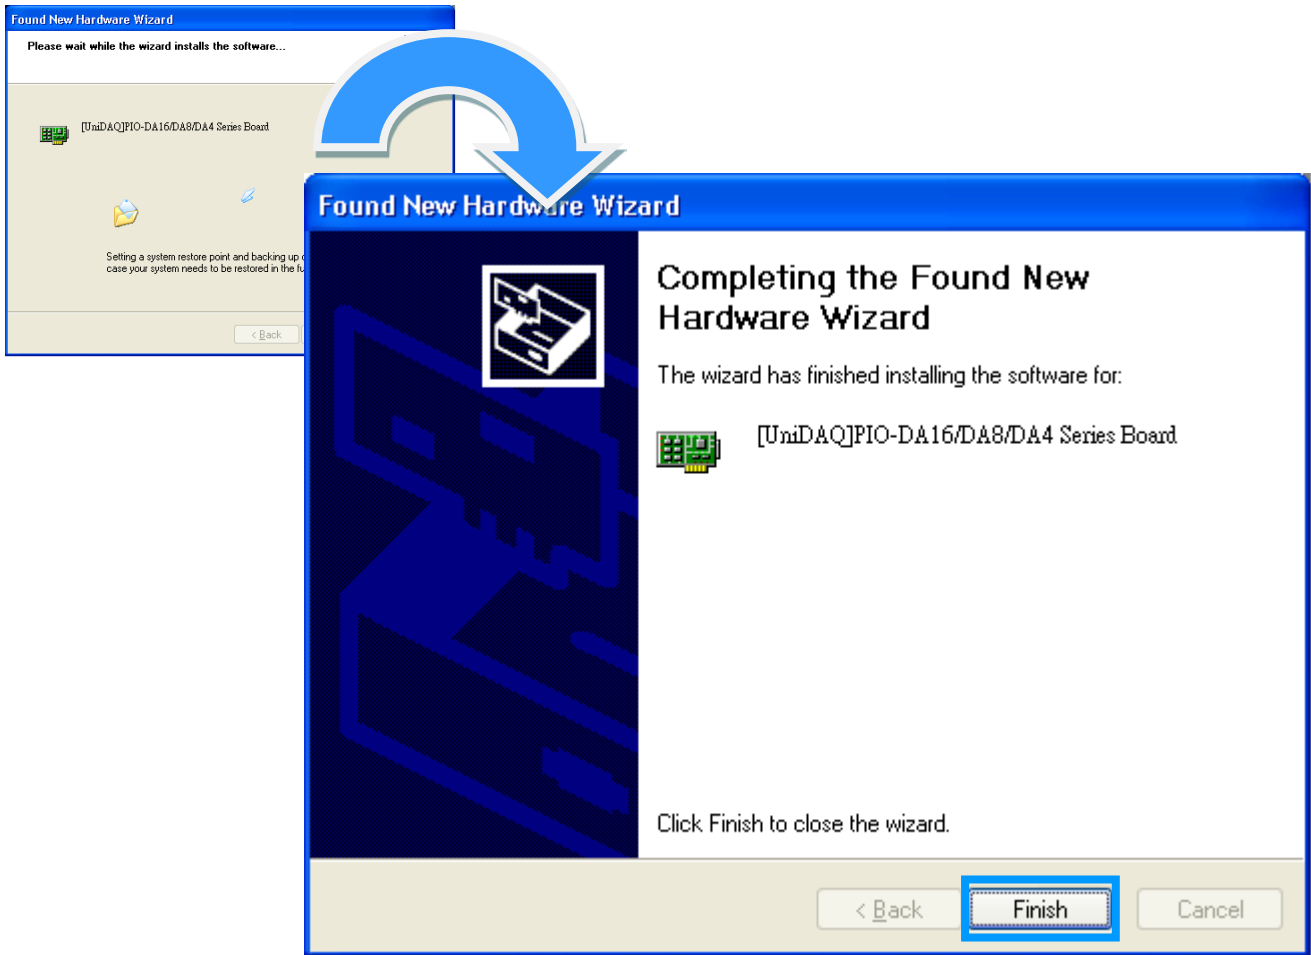 Found New Hardware Wizard
Please wait while the wizard installs the software...
[UniDAQ]PIO-DA16/DA8/DA4 Series Board
Setting a system restore point and backing up
case your system needs to be restored in the
< Back
Found New Hardware Wizard
Completing the Found New
Hardware Wizard
The wizard has finished installing the software for:
[UniDAQ]PIO-DA16/DA8/DA4 Series Board
Click Finish to close the wizard.
< Back
Finish
Cancel